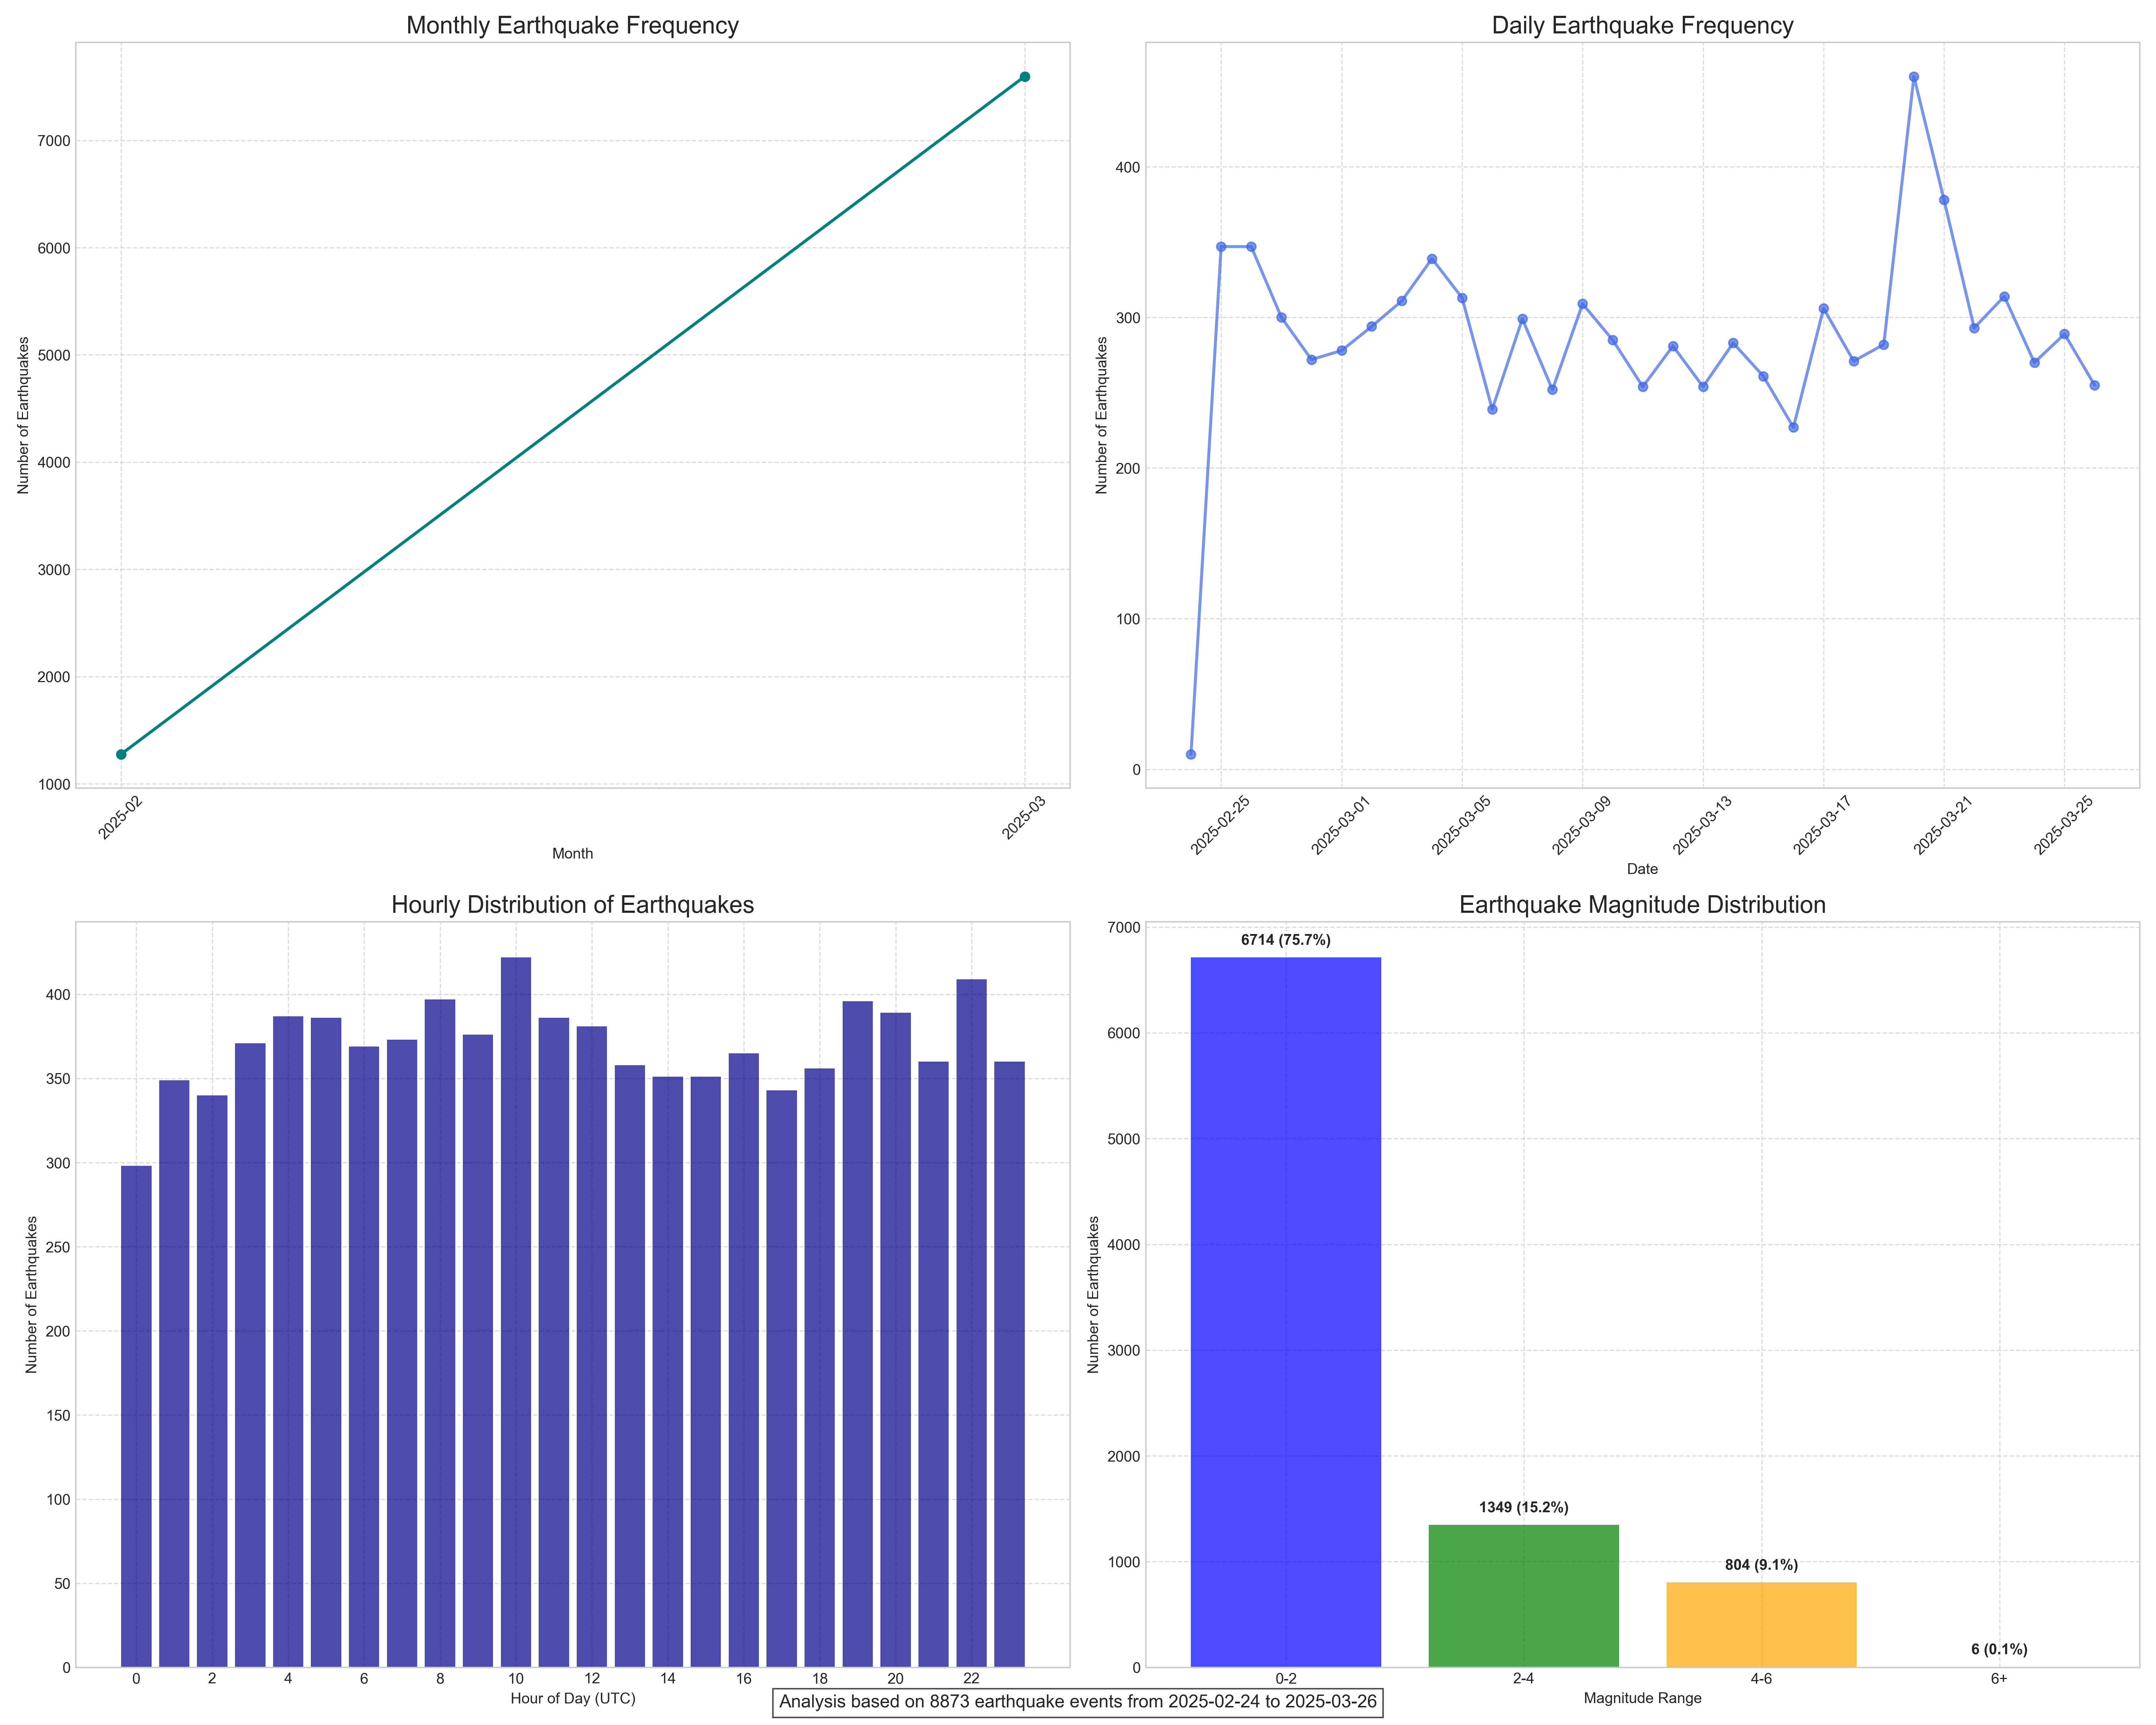 Monthly Earthquake Frequency
Number of Earthquakes
7000
6000
5000
4000
3000
2000
1000
2025-02
2025-03
Month
Daily Earthquake Frequency
Number of Earthquakes
400
300
200
100
0
2025-02-25
2025-03-01
2025-03-05
2025-03-09
2025-03-13
2025-03-17
2025-03-21
2025-03-25
Date
Hourly Distribution of Earthquakes
Number of Earthquakes
400
350
300
250
200
150
100
50
0
0 2 4 6 8 10 12 14 16 18 20 22
Hour of Day (UTC)
Earthquake Magnitude Distribution
Number of Earthquakes
7000
6000
5000
4000
3000
2000
1000
0
6714 (75.7%)
1349 (15.2%)
804 (9.1%)
6 (0.1%)
0-2 2-4 4-6 6+
Magnitude Range
Analysis based on 8873 earthquake events from 2025-02-24 to 2025-03-26